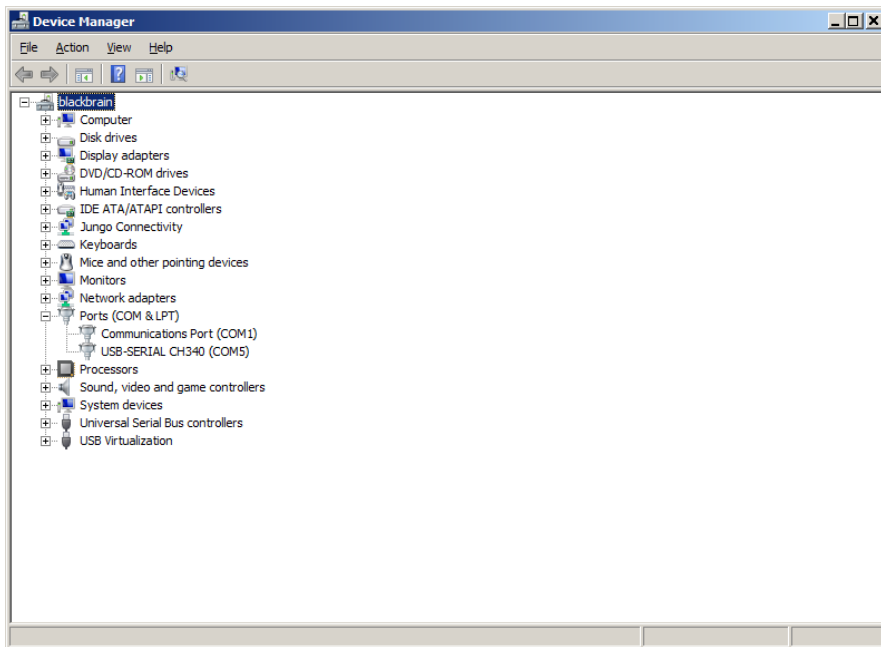 Device Manager
File Action View Help
blackbrain
Computer
Disk drives
Display adapters
DVD/CD-ROM drives
Human Interface Devices
IDE ATA/ATAPI controllers
Jungo Connectivity
Keyboards
Mice and other pointing devices
Monitors
Network adapters
Ports (COM & LPT)
Communications Port (COM1)
USB-SERIAL CH340 (COM5)
Processors
Sound, video and game controllers
System devices
Universal Serial Bus controllers
USB Virtualization